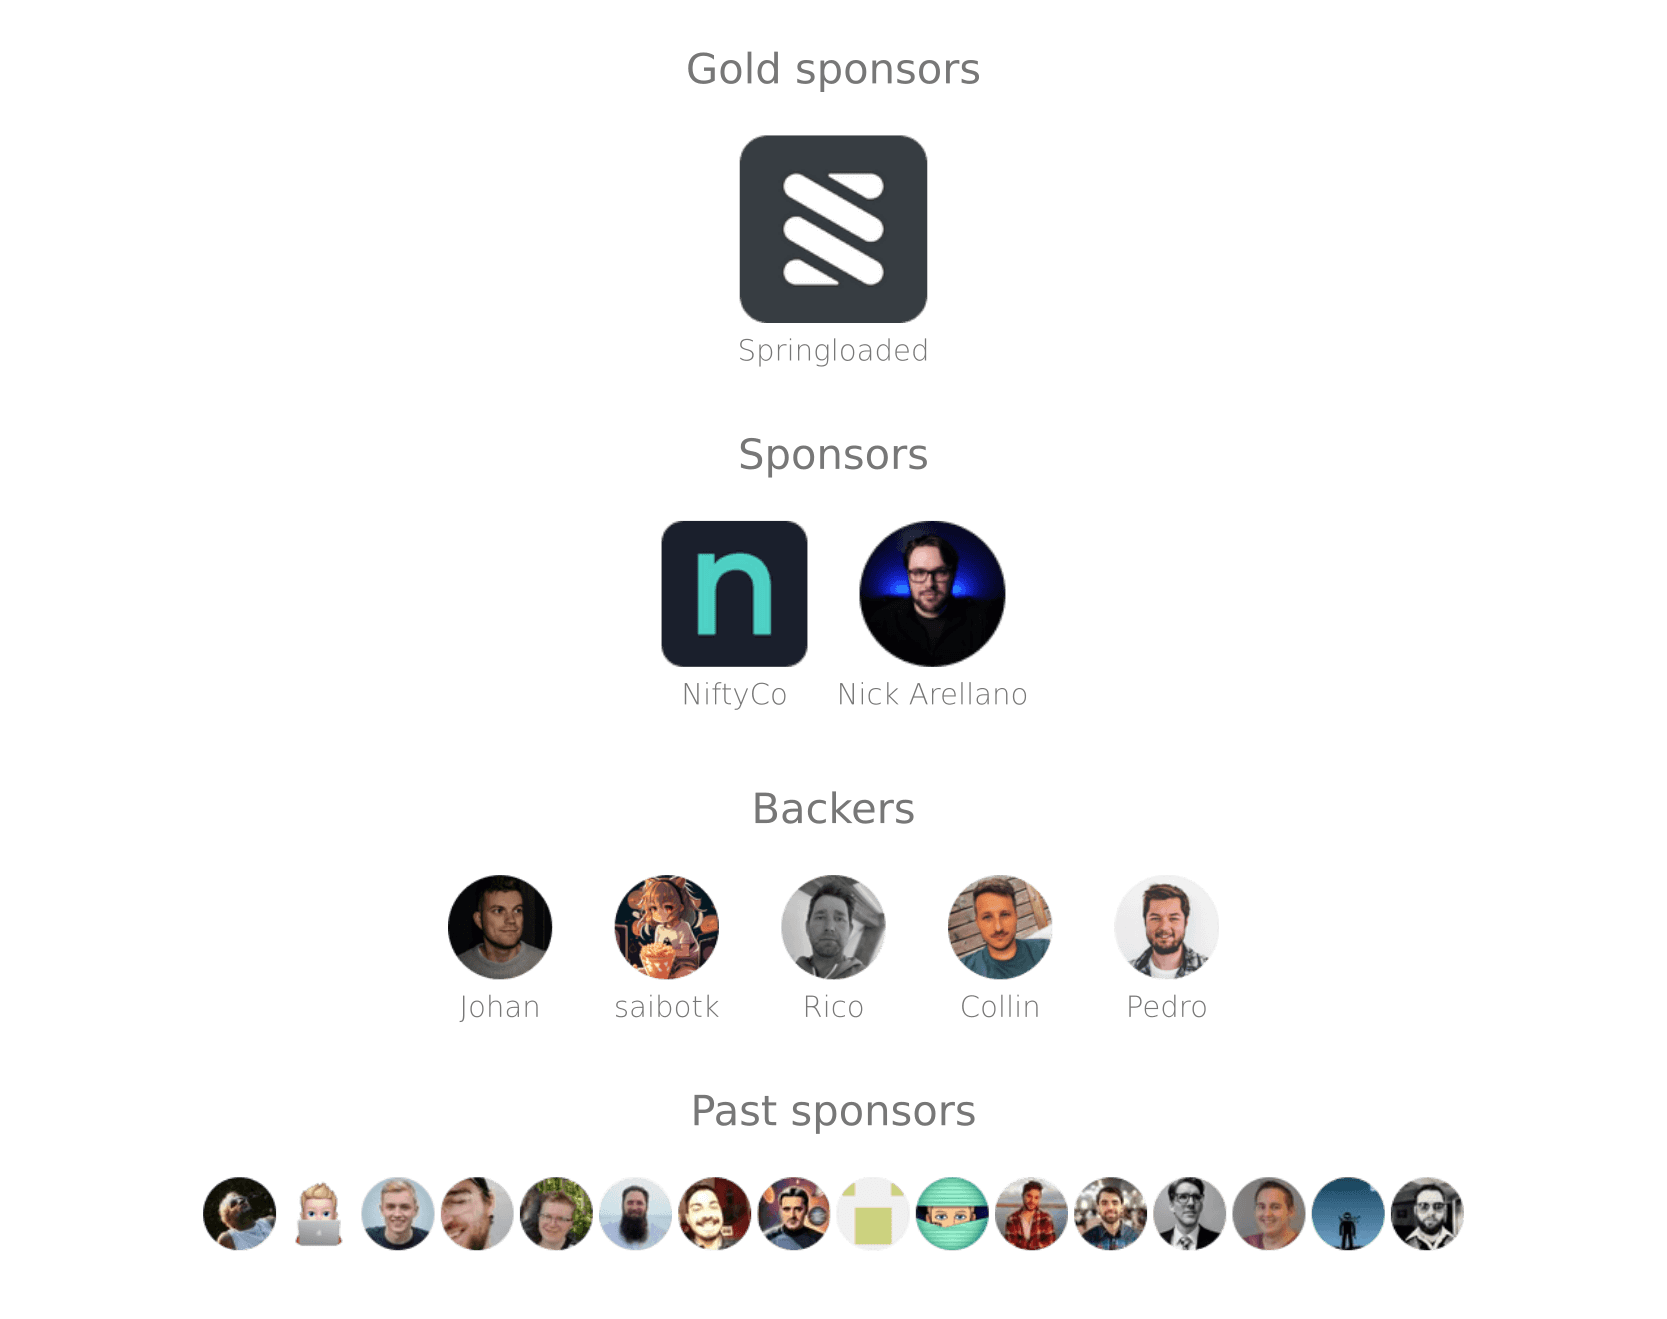 Gold sponsors
Springloaded
Sponsors
n
NiftyCo
Nick Arellano
Backers
Johan
saibotk
Rico
Collin
Pedro
Past sponsors